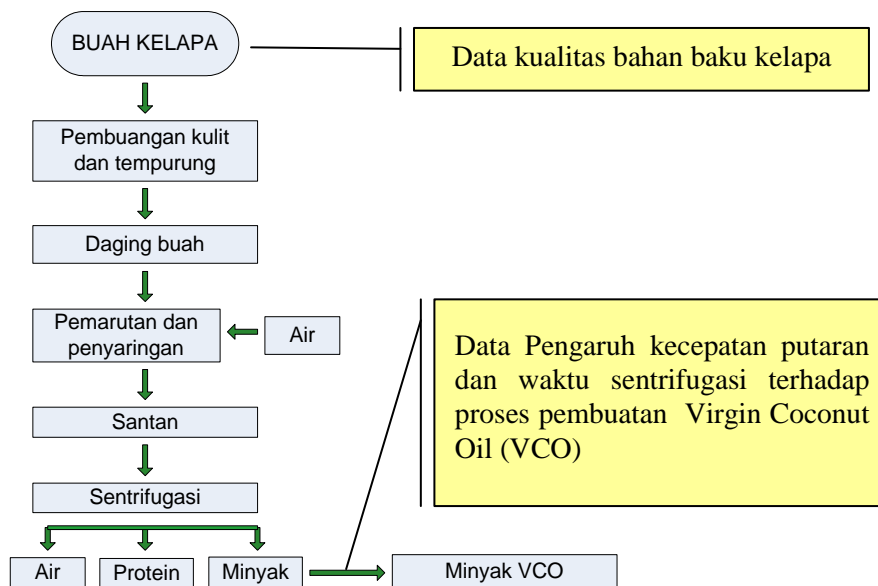 BUAH KELAPA
Data kualitas bahan baku kelapa
Pembuangan kulit
dan tempurung
Daging buah
Pemarutan dan
penyaringan
Air
Data Pengaruh kecepatan putaran
dan waktu sentrifugasi terhadap
proses pembuatan Virgin Coconut
Oil (VCO)
Santan
Sentrifugasi
Air
Protein
Minyak
Minyak VCO